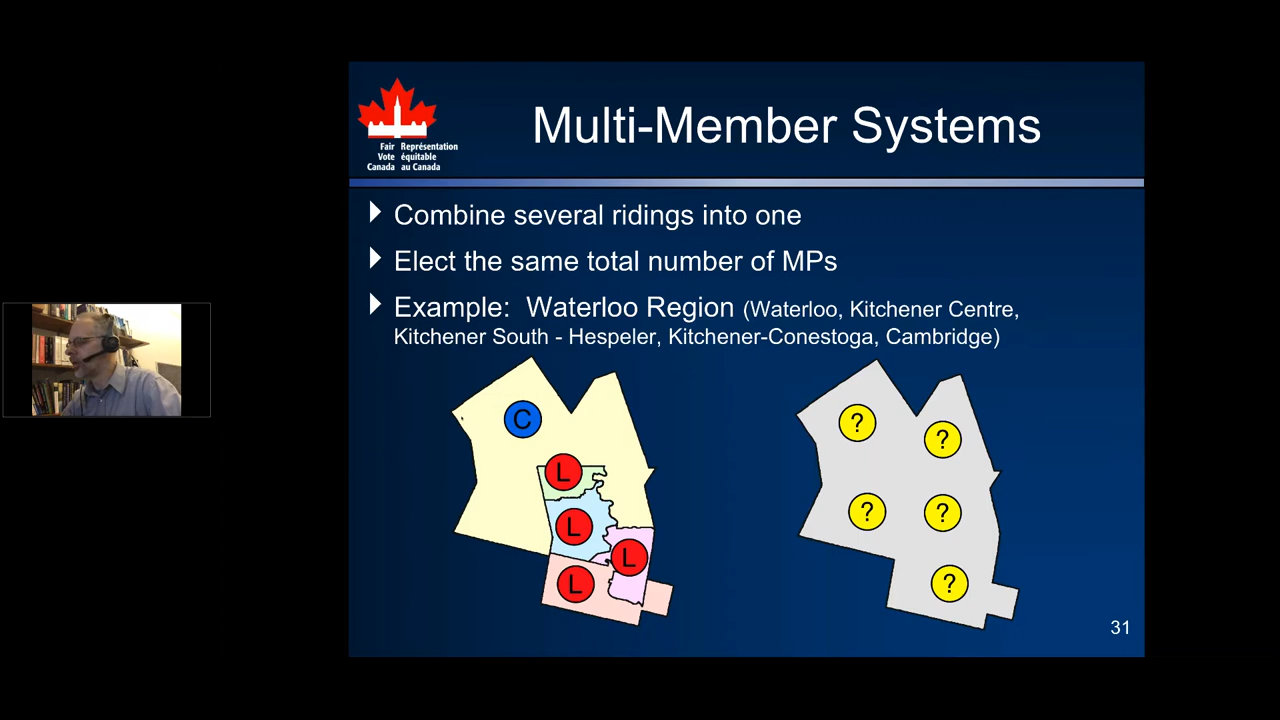 Fair Représentation
Vote équitable
Canada au Canada
Multi-Member Systems
Combine several ridings into one
Elect the same total number of MPs
Example: Waterloo Region (Waterloo, Kitchener Centre,
Kitchener South - Hespeler, Kitchener-Conestoga, Cambridge)
C
L
L
L
L
?
?
?
?
?
31